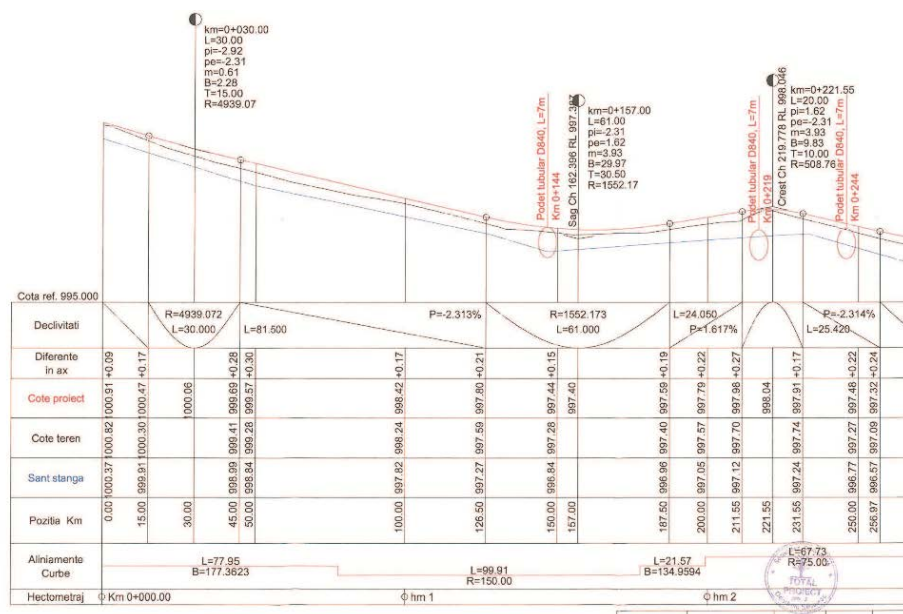 km=0+030.00
L=30.00
pi=-2.92
pe=-2.31
m=0.61
B=2.28
T=15.00
R=4939.07
Podet tubular D840, L=7m
Km 0+144
Sag Ch 162.396 RL 997.387
km=0+157.00
L=61.00
pi=-2.31
pe=1.62
m=3.93
B=29.97
T=30.50
R=1552.17
Podet tubular D840, L=7m
Km 0+219
Crest Ch 219.778 RL 998.046
km=0+221.55
L=20.00
pi=1.62
pe=-2.31
m=3.93
B=9.83
T=10.00
R=508.76
Podet tubular D840, L=7m
Km 0+244
Cota ref. 995.000
Declivitati
R=4939.072
L=30.000
L=81.500
P=-2.313%
R=1552.173
L=61.000
L=24.050
P=1.617%
P=-2.314%
L=25.420
Diferente in ax
+0.09 +0.17 +0.28 +0.30 +0.17 +0.21 +0.15 +0.19 +0.22 +0.27 +0.17 +0.22 +0.24
Cote proiect
1000.91 1000.47 1000.06 999.69 999.57 998.42 997.80 997.44 997.40 997.59 997.79 997.98 998.04 997.91 997.48 997.32
Cote teren
1000.82 1000.30 999.41 999.28 998.24 997.59 997.28 997.40 997.57 997.70 997.74 997.27 997.09
Sant stanga
1000.37 999.91 998.99 998.84 997.82 997.27 996.84 996.96 997.05 997.12 997.24 996.77 996.57
Pozitia Km
0.00 15.00 30.00 45.00 50.00 100.00 126.50 150.00 157.00 187.50 200.00 211.55 221.55 231.55 250.00 256.97
Aliniamente
Curbe
L=77.95
B=177.3623
L=99.91
R=150.00
L=21.57
B=134.9594
L=67.73
R=75.00
TOTAL
PROIECT
Hectometraj
Km 0+000.00
hm 1
hm 2